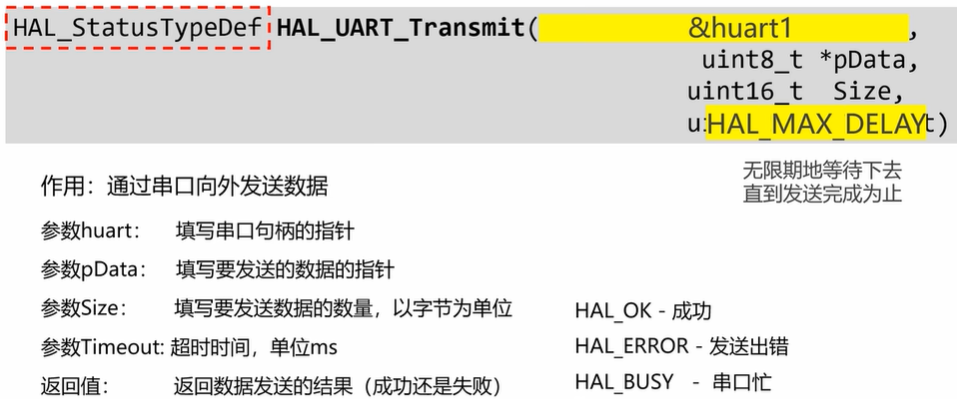 HAL_StatusTypeDef HAL_UART_Transmit( &huart1 ,
uint8_t *pData,
uint16_t Size,
u HAL_MAX_DELAY t)
无限期地等待下去
直到发送完成为止
作用：通过串口向外发送数据
参数huart： 填写串口句柄的指针
参数pData： 填写要发送的数据的指针
参数Size： 填写要发送数据的数量，以字节为单位
参数Timeout: 超时时间，单位ms
返回值： 返回数据发送的结果（成功还是失败）
HAL_OK - 成功
HAL_ERROR - 发送出错
HAL_BUSY - 串口忙